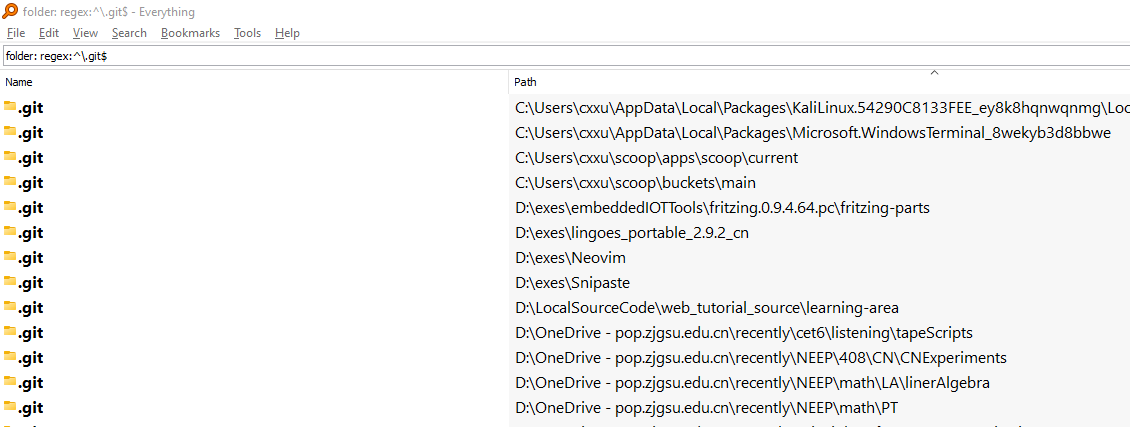 folder: regex:^\.git$ - Everything
File Edit View Search Bookmarks Tools Help
folder: regex:^\.git$
Name Path
.git C:\Users\cxxu\AppData\Local\Packages\KaliLinux.54290C8133FEE_ey8k8hqnwqnmg\Loc
.git C:\Users\cxxu\AppData\Local\Packages\Microsoft.WindowsTerminal_8wekyb3d8bbwe
.git C:\Users\cxxu\scoop\apps\scoop\current
.git C:\Users\cxxu\scoop\buckets\main
.git D:\exes\embeddedIOTTools\fritzing.0.9.4.64.pc\fritzing-parts
.git D:\exes\lingoes_portable_2.9.2_cn
.git D:\exes\Neovim
.git D:\exes\Snipaste
.git D:\LocalSourceCode\web_tutorial_source\learning-area
.git D:\OneDrive - pop.zjgsu.edu.cn\recently\cet6\listening\tapeScripts
.git D:\OneDrive - pop.zjgsu.edu.cn\recently\NEEP\408\CN\CNExperiments
.git D:\OneDrive - pop.zjgsu.edu.cn\recently\NEEP\math\LA\linerAlgebra
.git D:\OneDrive - pop.zjgsu.edu.cn\recently\NEEP\math\PT